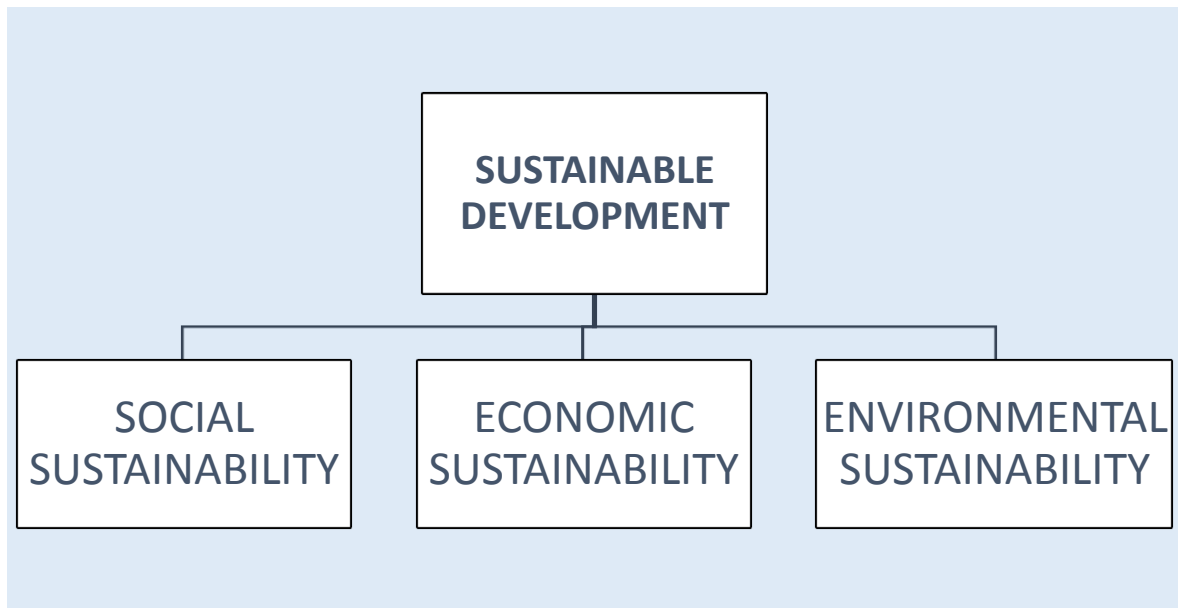 SUSTAINABLE
DEVELOPMENT
SOCIAL
SUSTAINABILITY
ECONOMIC
SUSTAINABILITY
ENVIRONMENTAL
SUSTAINABILITY